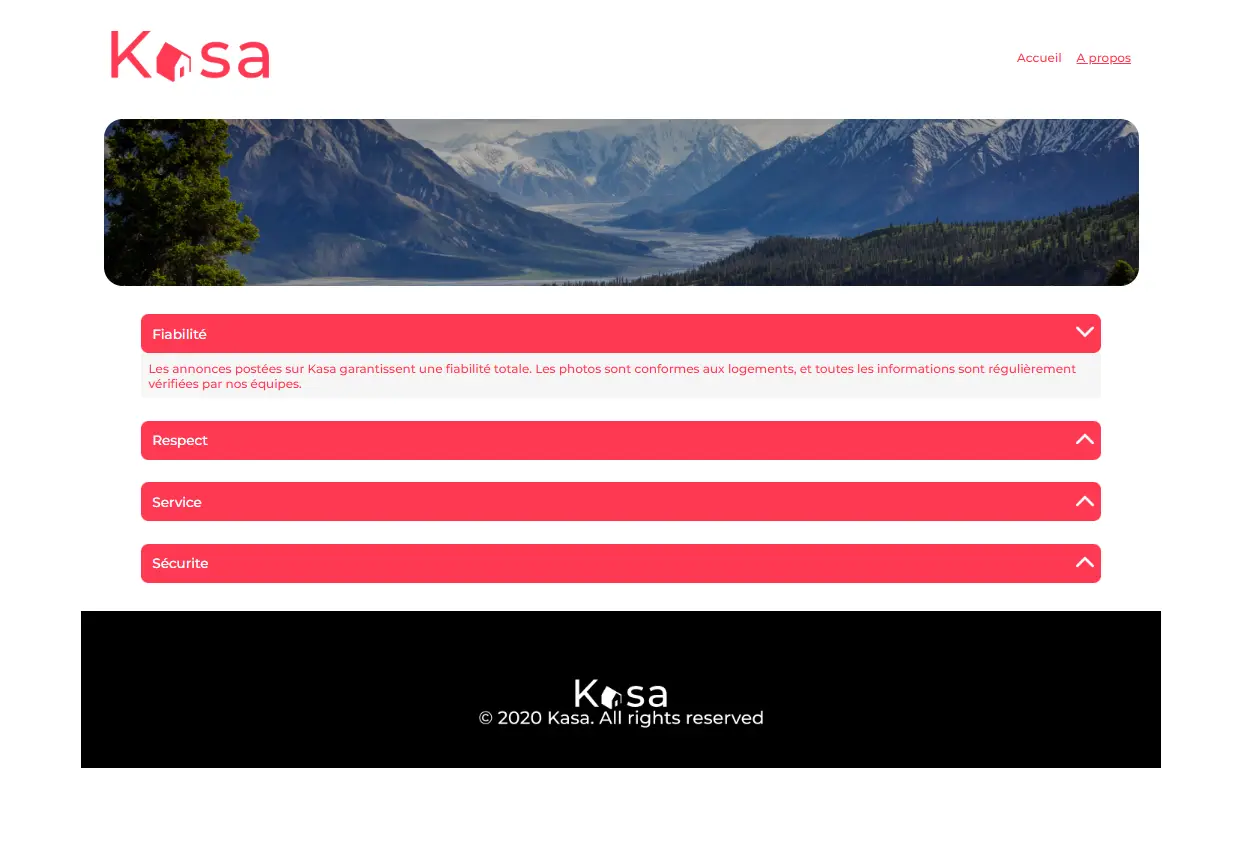 Kasa
Accueil A propos
Fiabilité
Les annonces postées sur Kasa garantissent une fiabilité totale. Les photos sont conformes aux logements, et toutes les informations sont régulièrement
vérifiées par nos équipes.
Respect
Service
Sécurite
Kasa
© 2020 Kasa. All rights reserved